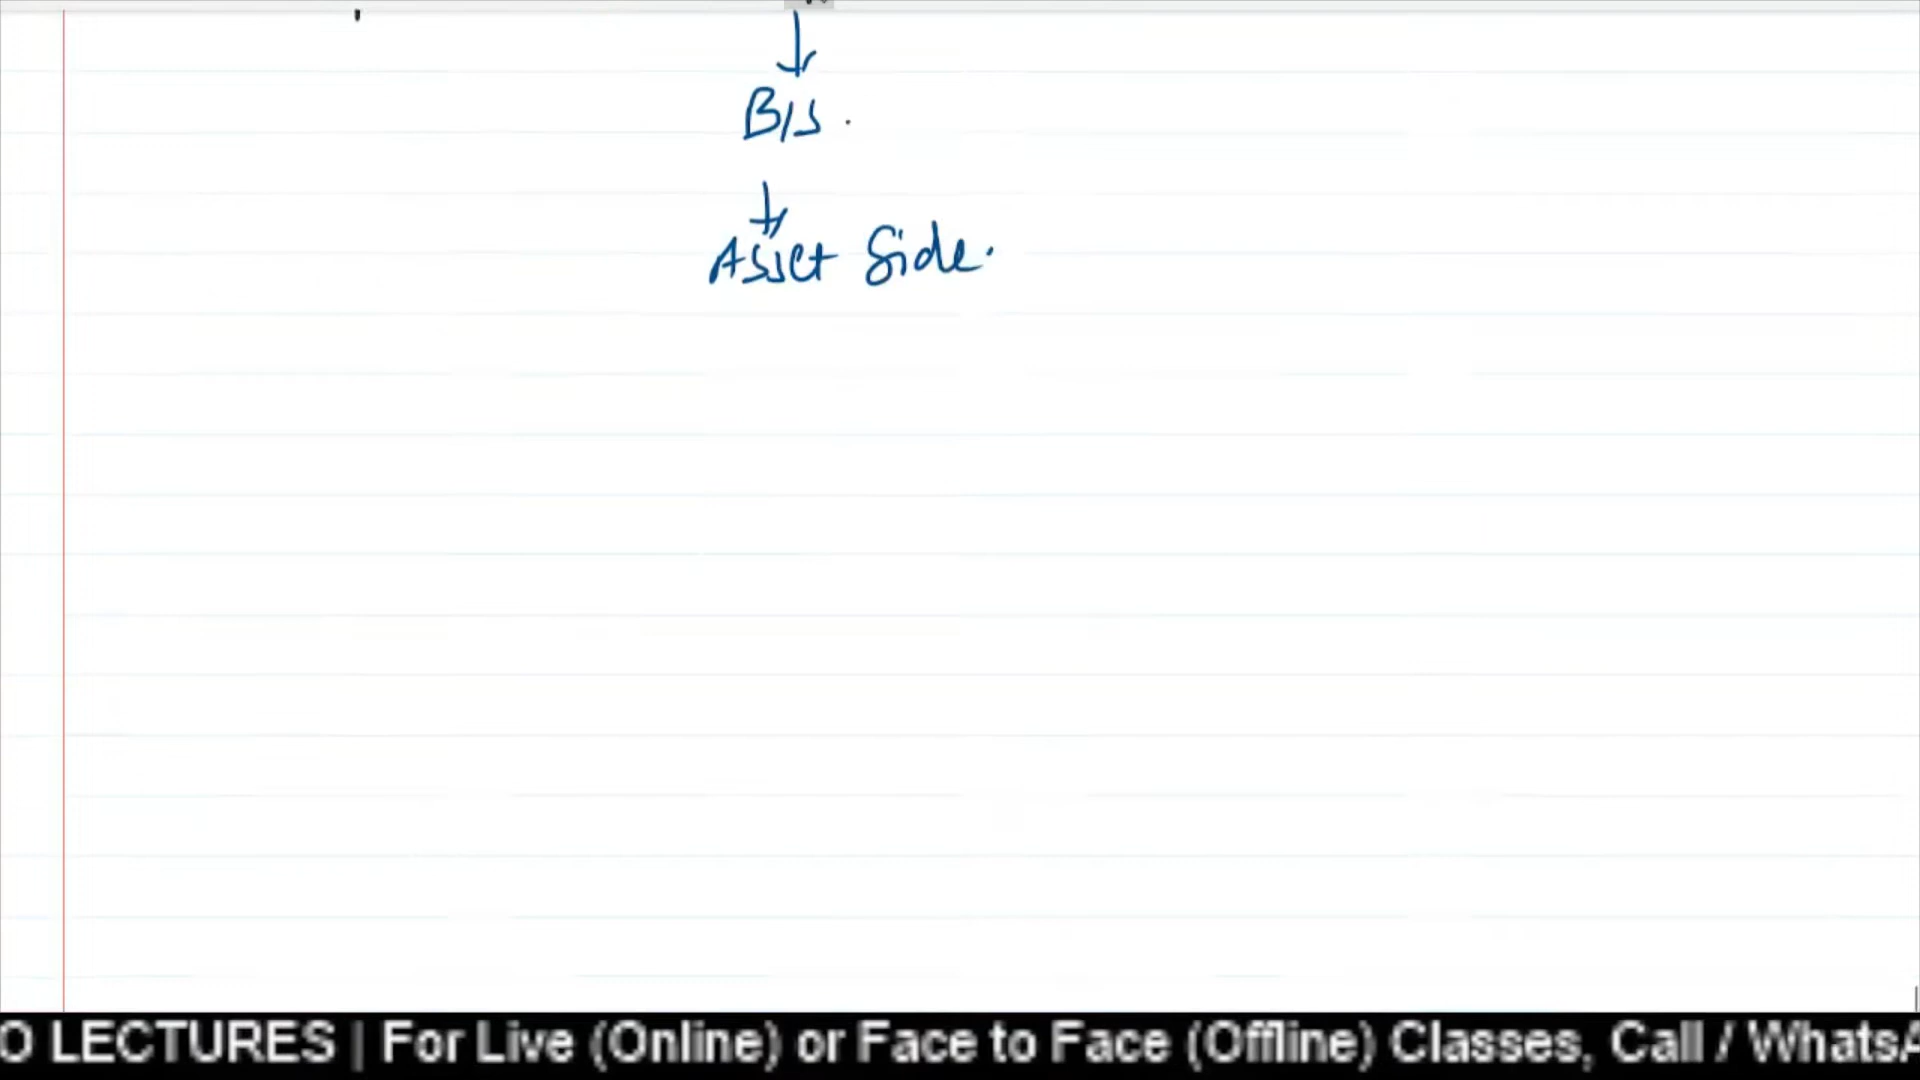 B/S.
Asset Side.
O LECTURES | For Live (Online) or Face to Face (Offline) Classes, Call / WhatsA